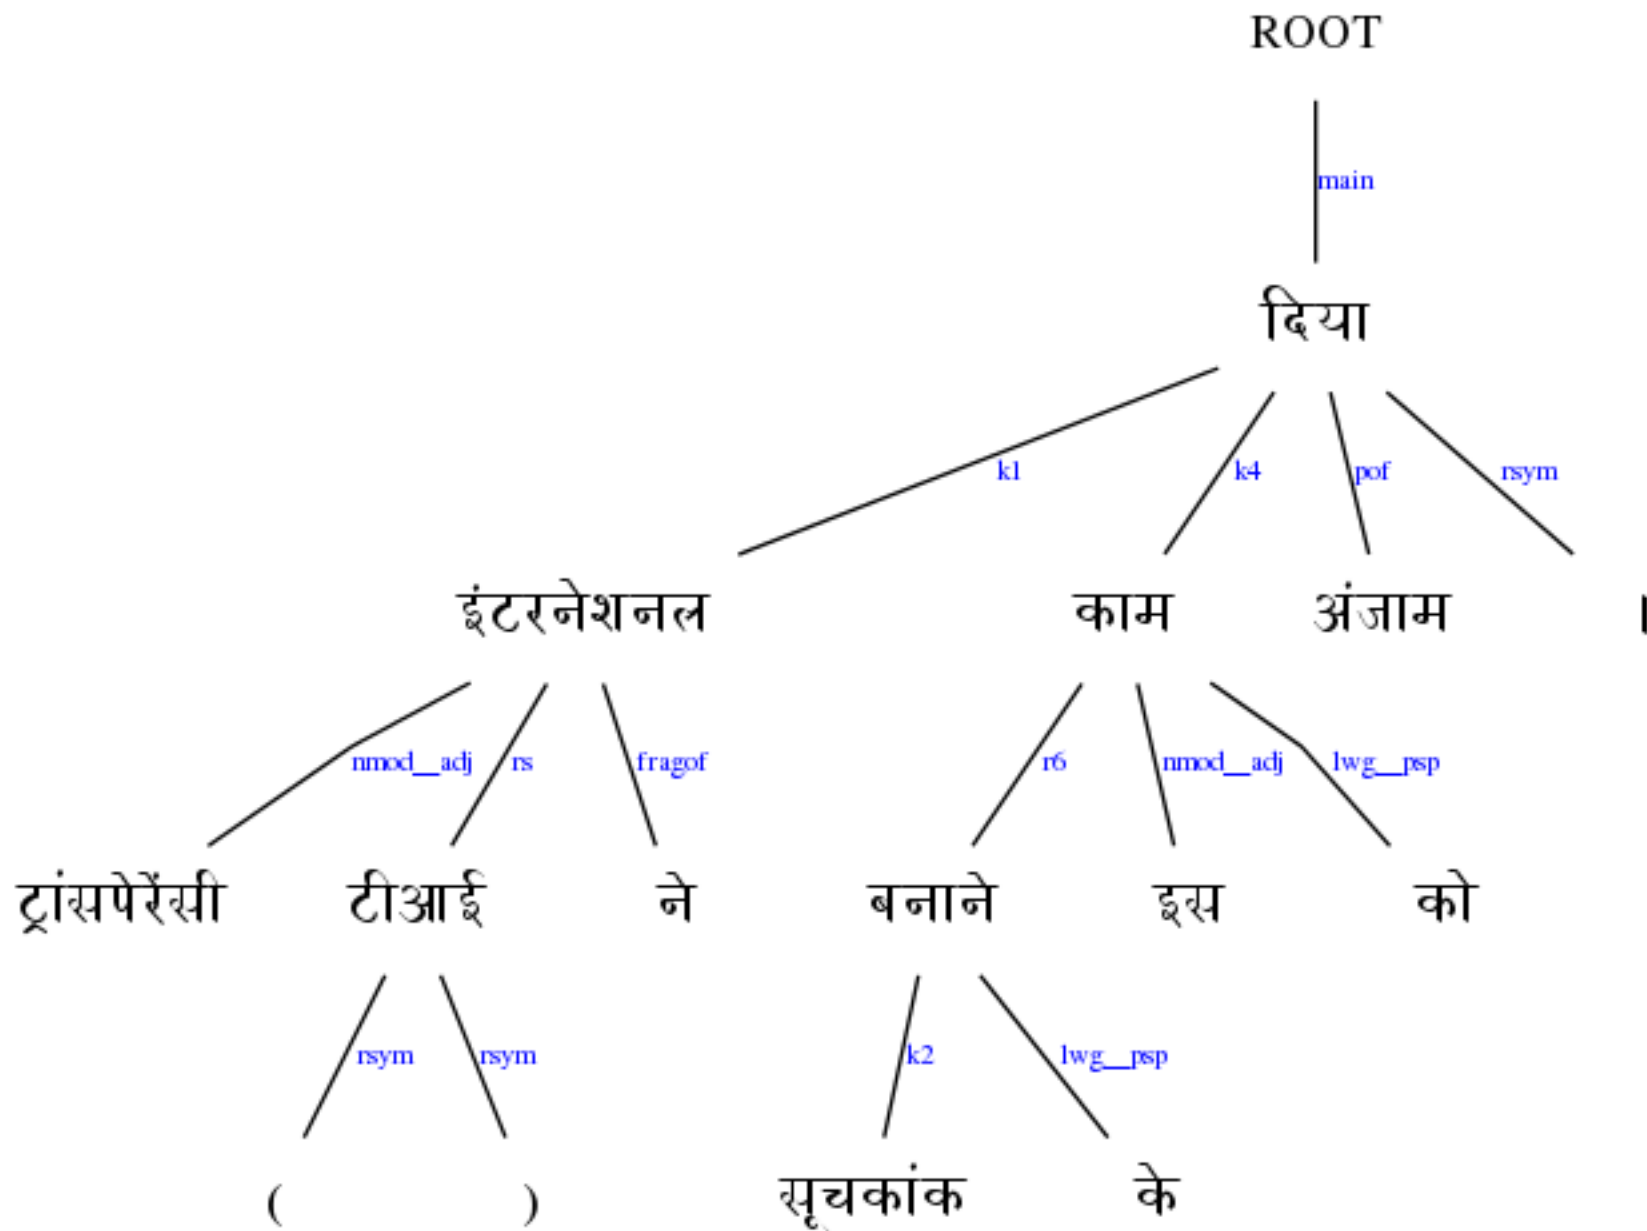 ROOT
main
दिया
k1 k4 pof rsym
इंटरनेशनल काम अंजाम ।
nmod__adj rs fragof r6 nmod__adj lwg__psp
ट्रांसपेरेंसी टीआई ने बनाने इस को
rsym rsym k2 lwg__psp
( ) सूचकांक के